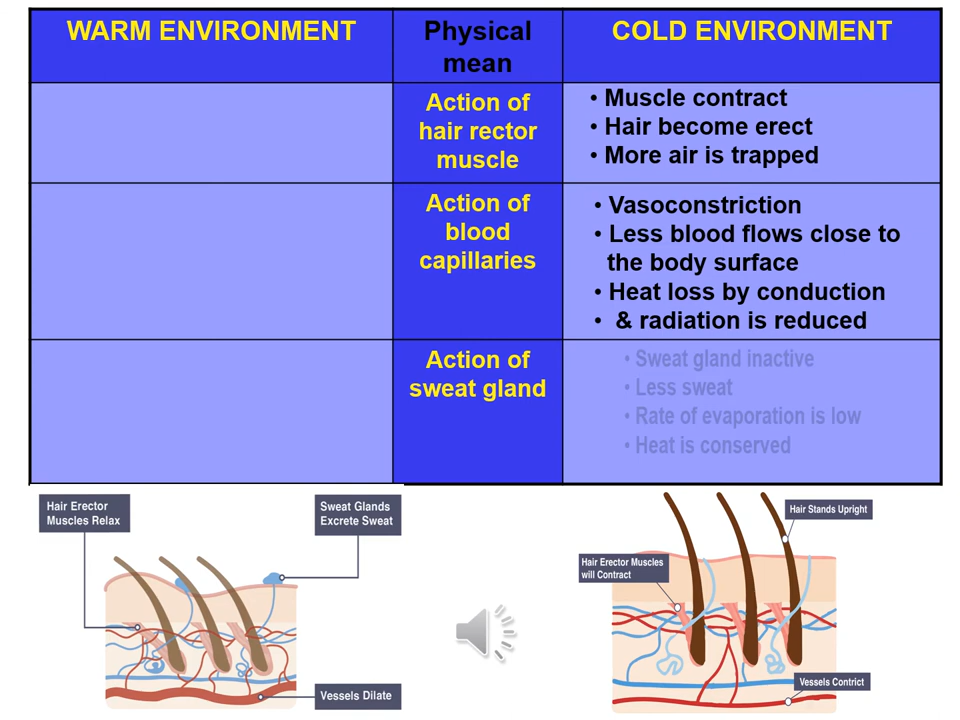 WARM ENVIRONMENT
Physical
mean
COLD ENVIRONMENT
Action of
hair rector
muscle
• Muscle contract
• Hair become erect
• More air is trapped
Action of
blood
capillaries
• Vasoconstriction
• Less blood flows close to
the body surface
• Heat loss by conduction
• & radiation is reduced
Action of
sweat gland
• Sweat gland inactive
• Less sweat
• Rate of evaporation is low
• Heat is conserved
Hair Erector
Muscles Relax
Sweat Glands
Excrete Sweat
Vessels Dilate
Hair Stands Upright
Hair Erector Muscles
will Contract
Vessels Contrict